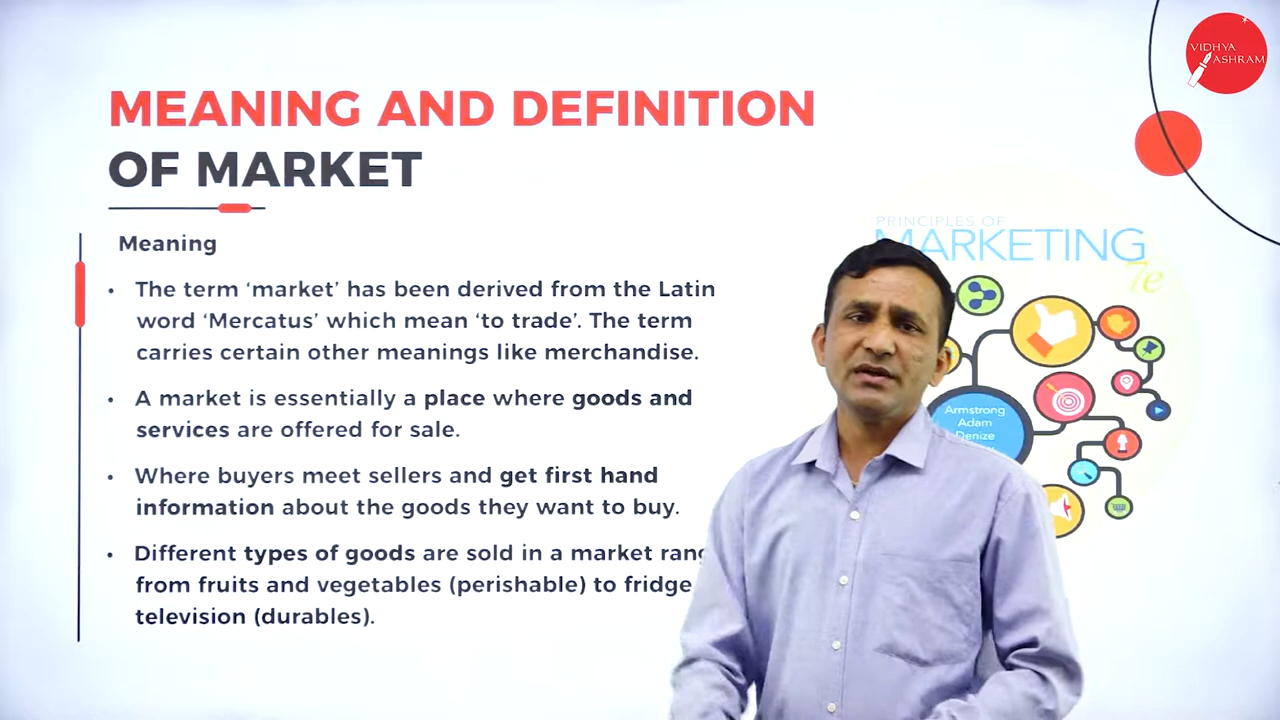 VIDHYA
ASHRAM
MEANING AND DEFINITION
OF MARKET
Meaning
• The term ‘market’ has been derived from the Latin
word ‘Mercatus’ which mean ‘to trade’. The term
carries certain other meanings like merchandise.
• A market is essentially a place where goods and
services are offered for sale.
• Where buyers meet sellers and get first hand
information about the goods they want to buy.
• Different types of goods are sold in a market
from fruits and vegetables (perishable) to fridge
television (durables).
PRINCIPLES OF
MARKETING
7e
Armstrong
Adam
Denize